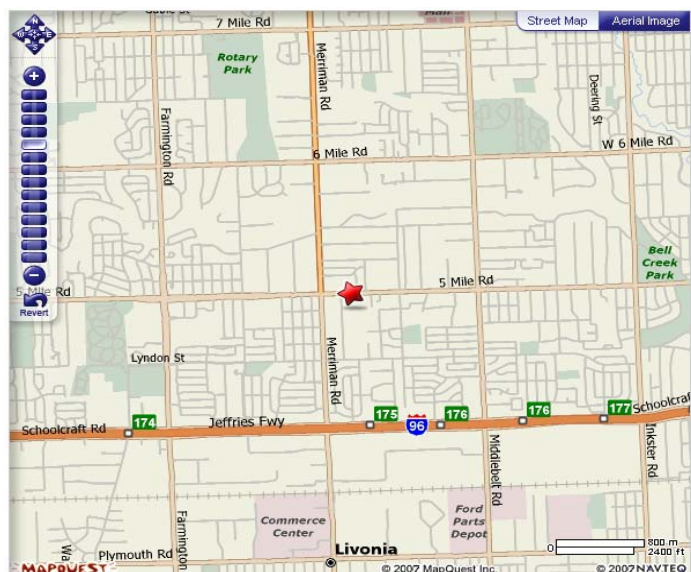 Street Map
Aerial Image
7 Mile Rd
Rotary
Park
Merriman Rd
Farmington Rd
Deering St
6 Mile Rd
W 6 Mile Rd
Bell
Creek
Park
5 Mile Rd
5 Mile Rd
Revert
Lyndon St
Merriman Rd
174
Jeffries Fwy
175
96
176
176
177
Schoolcraft Rd
Middlebelt Rd
Inkster Rd
Commerce
Center
Ford
Parts
Depot
Farmington
Plymouth Rd
Livonia
0
800 m
2400 ft
MAPQUEST
© 2007 MapQuest Inc.
© 2007 NAVTEQ